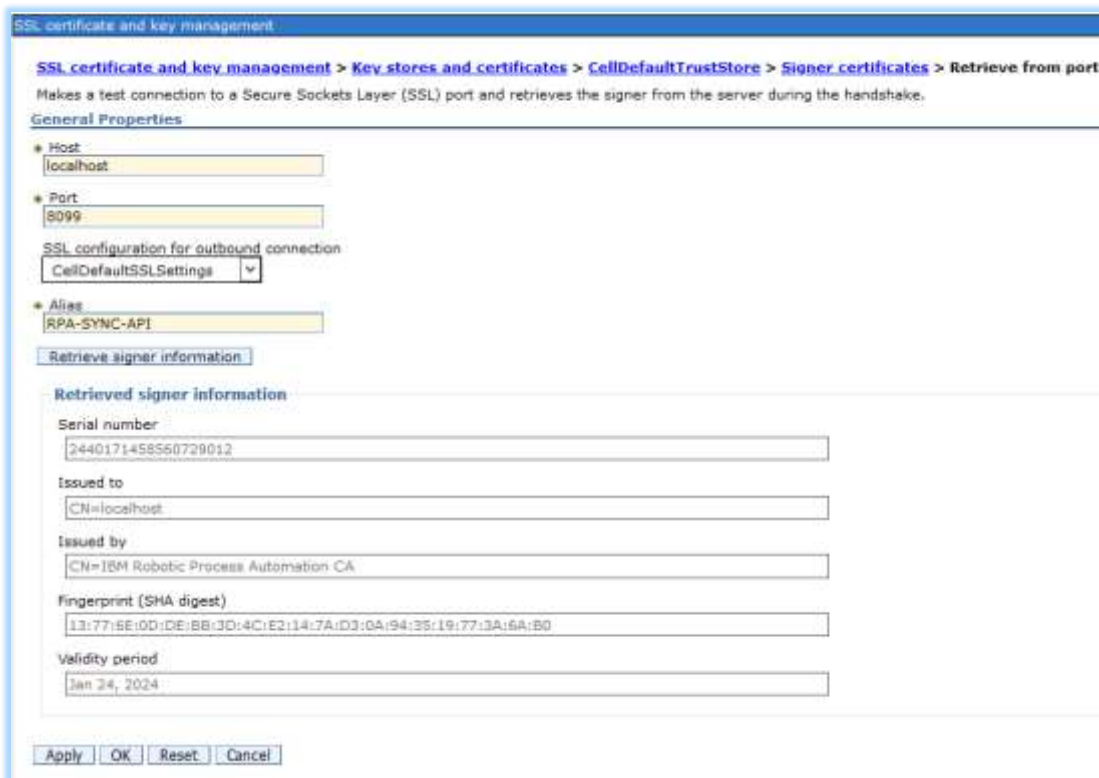 SSL certificate and key management
SSL certificate and key management > Key stores and certificates > CellDefaultTrustStore > Signer certificates > Retrieve from port
Makes a test connection to a Secure Sockets Layer (SSL) port and retrieves the signer from the server during the handshake.
General Properties
* Host
localhost
* Port
8099
SSL configuration for outbound connection
CellDefaultSSLSettings
* Alias
RPA-SYNC-API
Retrieve signer information
Retrieved signer information
Serial number
2440171458560729012
Issued to
CN=localhost
Issued by
CN=IBM Robotic Process Automation CA
Fingerprint (SHA digest)
13:77:6E:0D:DE:BB:3D:4C:E2:14:7A:D3:0A:94:35:19:77:3A:6A:B0
Validity period
Jan 24, 2024
Apply OK Reset Cancel